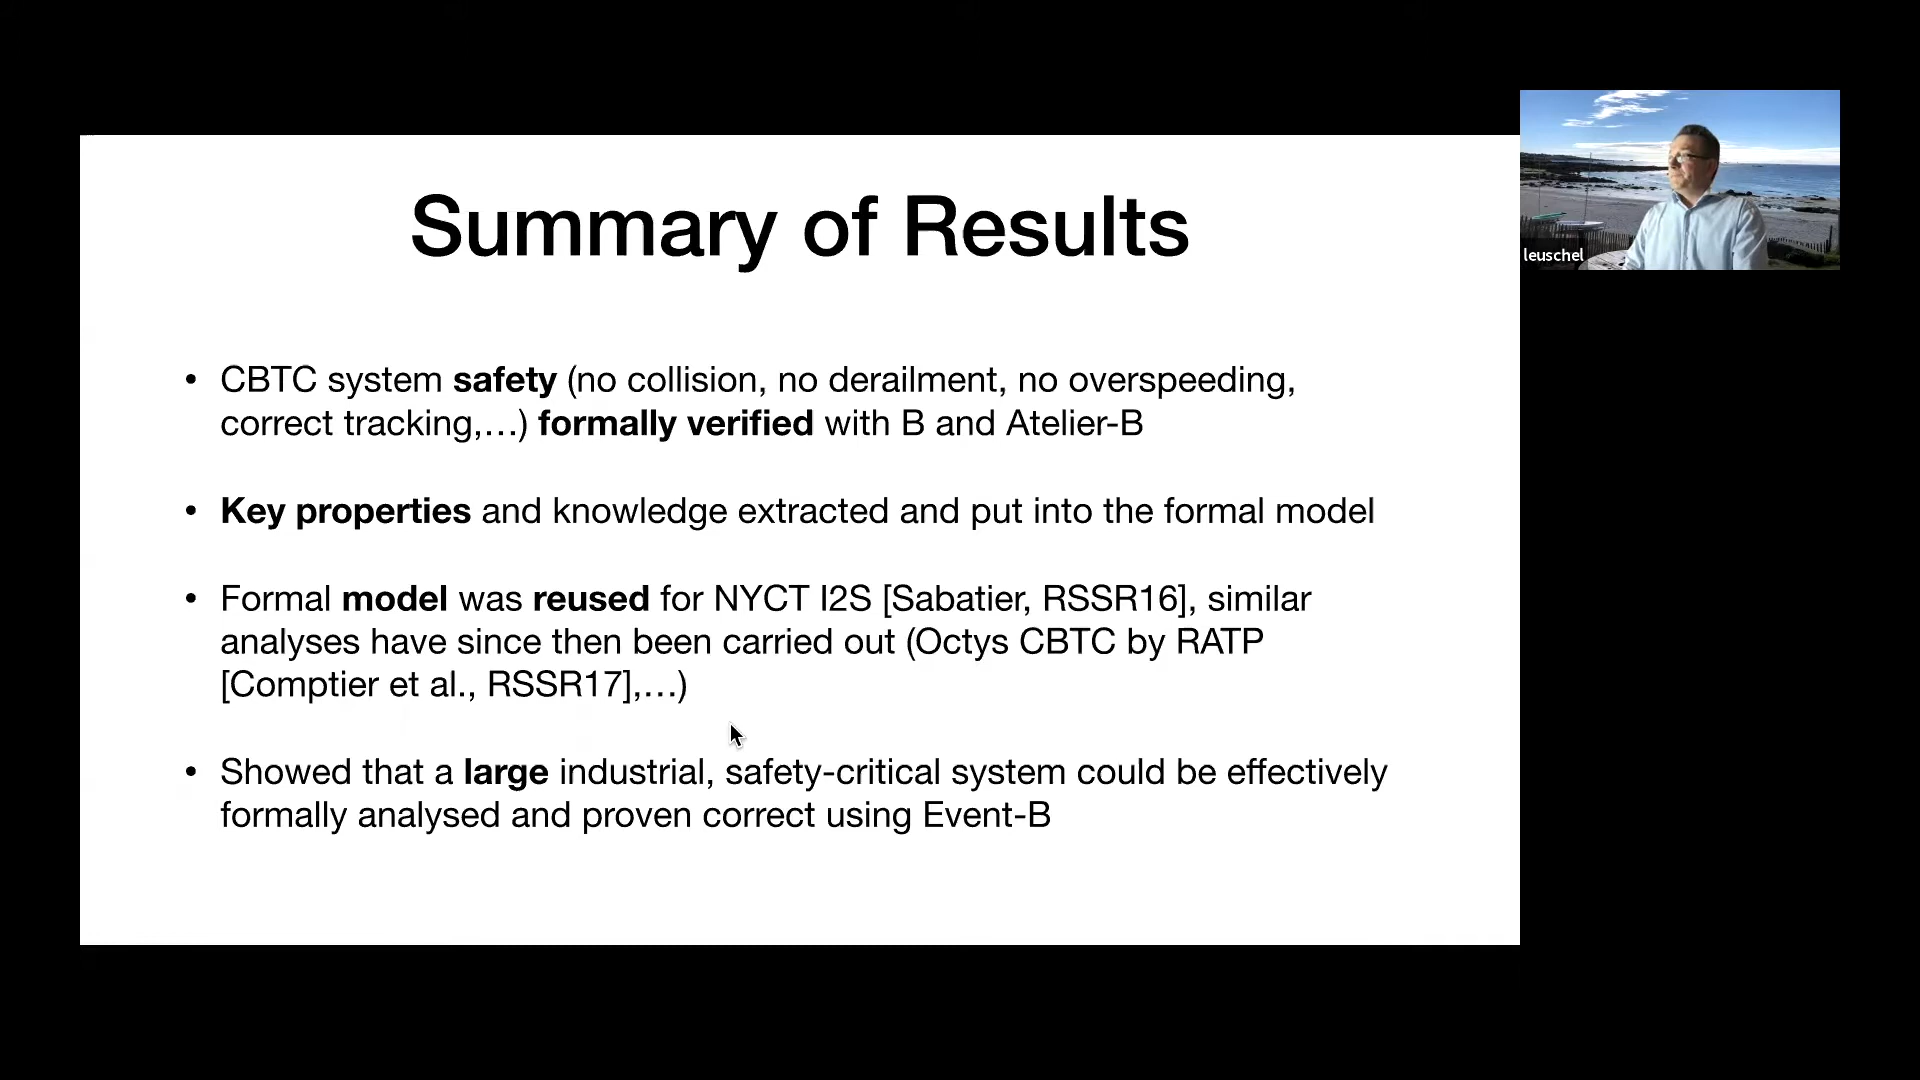 Summary of Results
leuschel
• CBTC system safety (no collision, no derailment, no overspeeding,
correct tracking,…) formally verified with B and Atelier-B
• Key properties and knowledge extracted and put into the formal model
• Formal model was reused for NYCT I2S [Sabatier, RSSR16], similar
analyses have since then been carried out (Octys CBTC by RATP
[Comptier et al., RSSR17],…)
• Showed that a large industrial, safety-critical system could be effectively
formally analysed and proven correct using Event-B